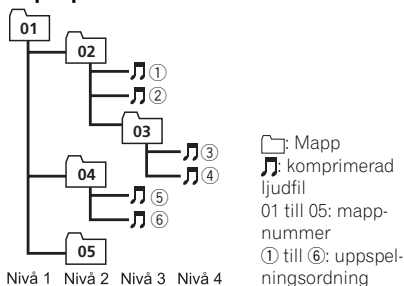 01
02
①
②
03
③
④
04
⑤
⑥
05
Nivå 1 Nivå 2 Nivå 3 Nivå 4
: Mapp
: komprimerad
ljudfil
01 till 05: mapp-
nummer
① till ⑥: uppspel-
ningsordning